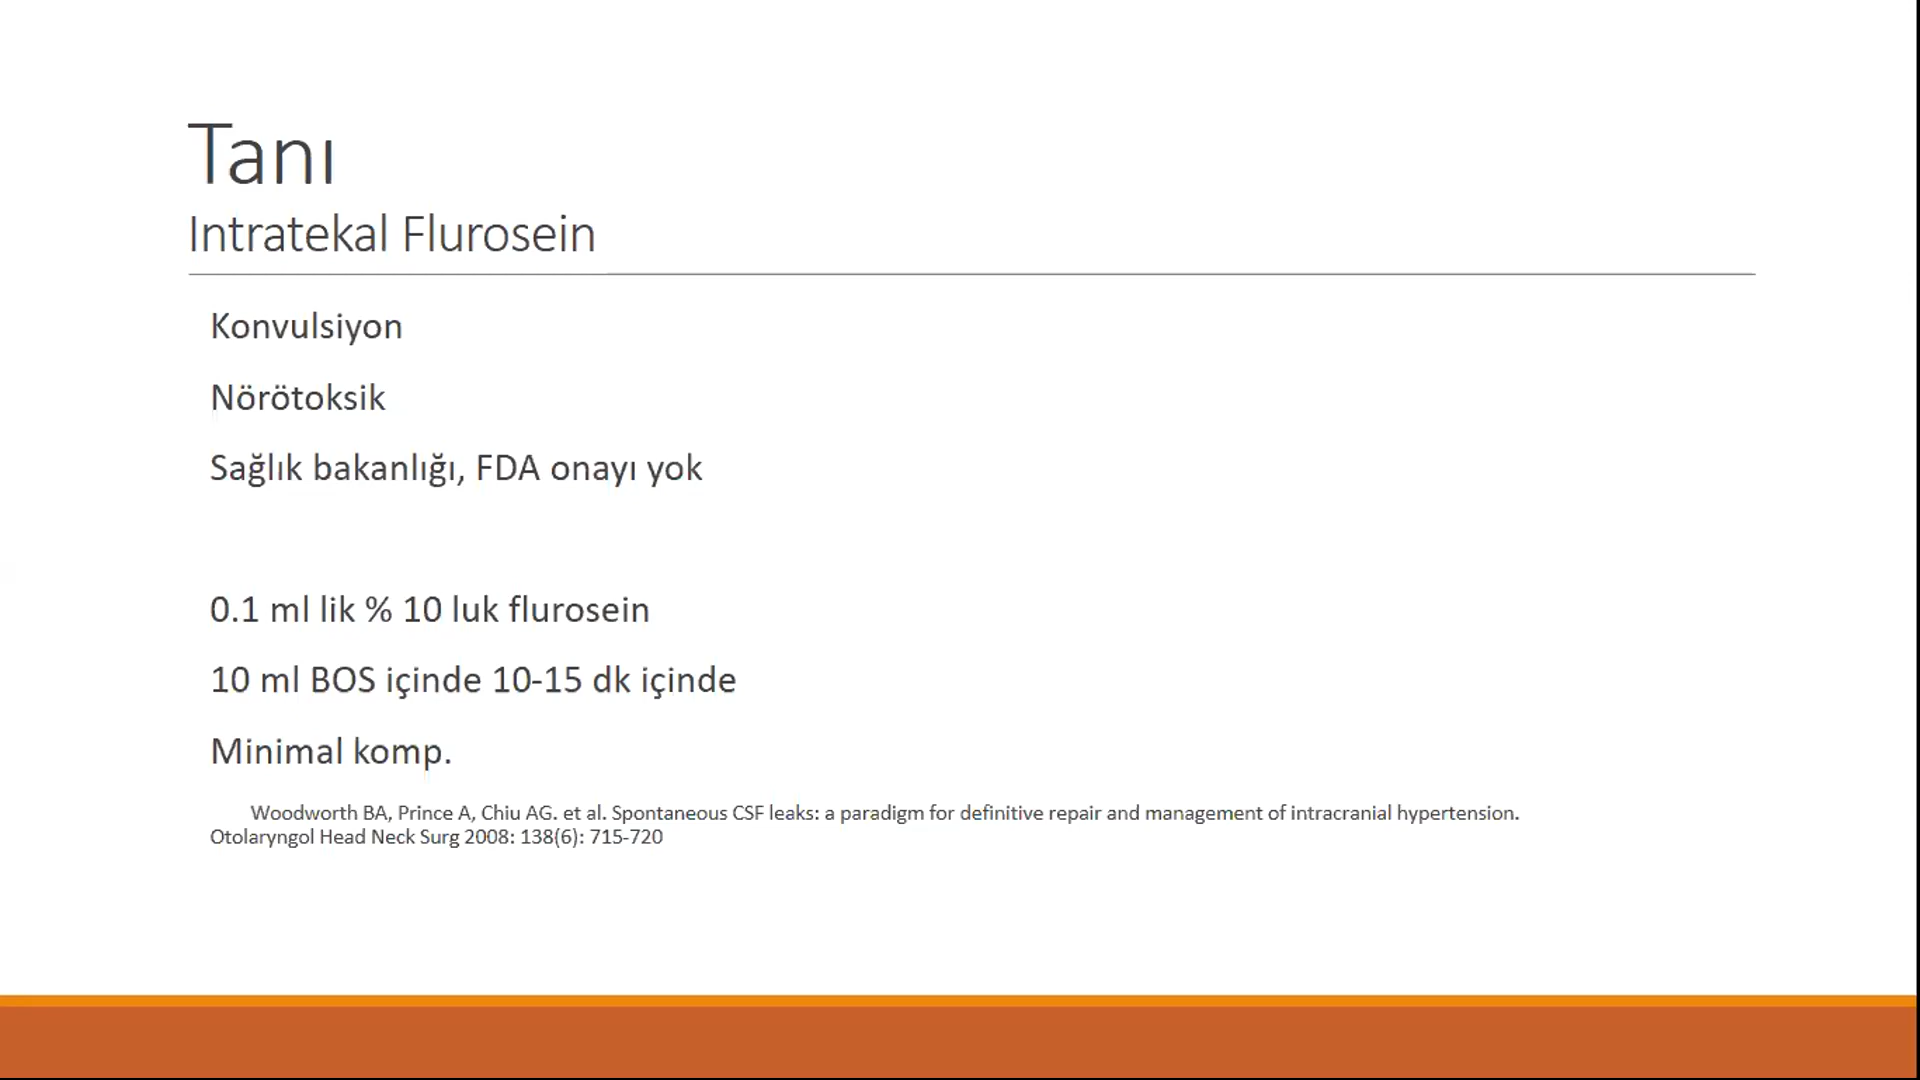 Tanı
Intratekal Flurosein
Konvulsiyon
Nörötoksik
Sağlık bakanlığı, FDA onayı yok
0.1 ml lik % 10 luk flurosein
10 ml BOS içinde 10-15 dk içinde
Minimal komp.
Woodworth BA, Prince A, Chiu AG. et al. Spontaneous CSF leaks: a paradigm for definitive repair and management of intracranial hypertension.
Otolaryngol Head Neck Surg 2008: 138(6): 715-720